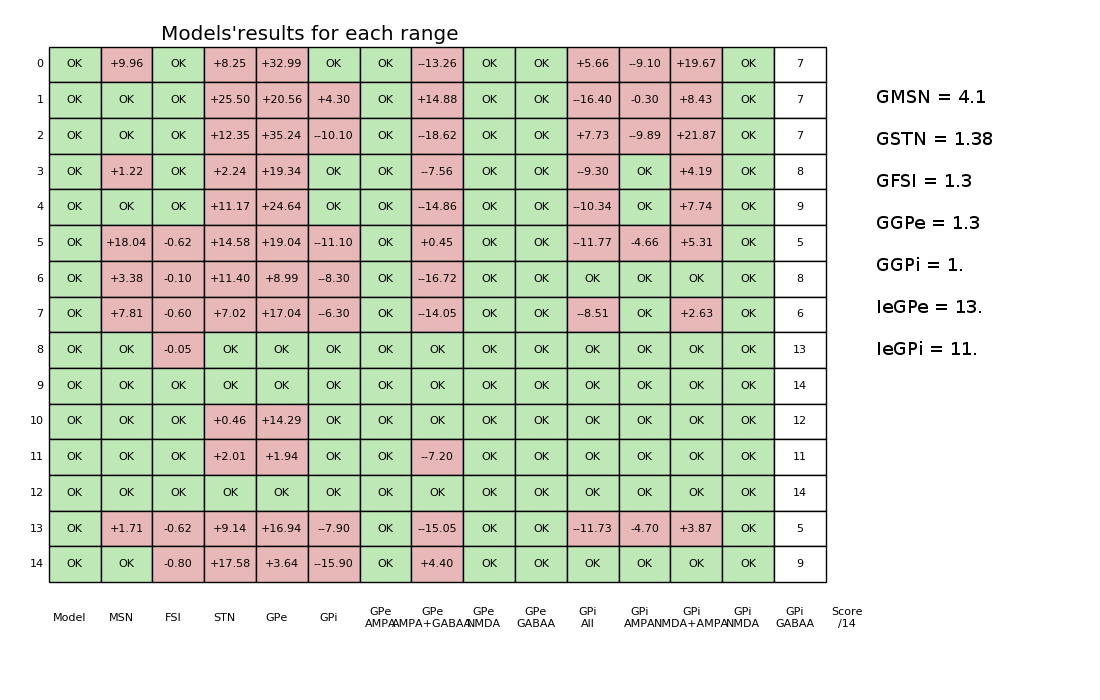 Models'results for each range
0 OK +9.96 OK +8.25 +32.99 OK OK --13.26 OK OK +5.66 --9.10 +19.67 OK 7
1 OK OK OK +25.50 +20.56 +4.30 OK +14.88 OK OK --16.40 -0.30 +8.43 OK 7
2 OK OK OK +12.35 +35.24 --10.10 OK --18.62 OK OK +7.73 --9.89 +21.87 OK 7
3 OK +1.22 OK +2.24 +19.34 OK OK --7.56 OK OK --9.30 OK +4.19 OK 8
4 OK OK OK +11.17 +24.64 OK OK --14.86 OK OK --10.34 OK +7.74 OK 9
5 OK +18.04 -0.62 +14.58 +19.04 --11.10 OK +0.45 OK OK --11.77 -4.66 +5.31 OK 5
6 OK +3.38 -0.10 +11.40 +8.99 --8.30 OK --16.72 OK OK OK OK OK OK 8
7 OK +7.81 -0.60 +7.02 +17.04 --6.30 OK --14.05 OK OK --8.51 OK +2.63 OK 6
8 OK OK -0.05 OK OK OK OK OK OK OK OK OK OK OK 13
9 OK OK OK OK OK OK OK OK OK OK OK OK OK OK 14
10 OK OK OK +0.46 +14.29 OK OK OK OK OK OK OK OK OK 12
11 OK OK OK +2.01 +1.94 OK OK --7.20 OK OK OK OK OK OK 11
12 OK OK OK OK OK OK OK OK OK OK OK OK OK OK 14
13 OK +1.71 -0.62 +9.14 +16.94 --7.90 OK --15.05 OK OK --11.73 -4.70 +3.87 OK 5
14 OK OK -0.80 +17.58 +3.64 --15.90 OK +4.40 OK OK OK OK OK OK 9
Model MSN FSI STN GPe GPi GPe GPe GPe GPe GPi GPi GPi GPi GPi Score
AMPA AMPA+GABAA NMDA GABAA All AMPA NMDA+AMPA NMDA GABAA /14
GMSN = 4.1
GSTN = 1.38
GFSI = 1.3
GGPe = 1.3
GGPi = 1.
IeGPe = 13.
IeGPi = 11.